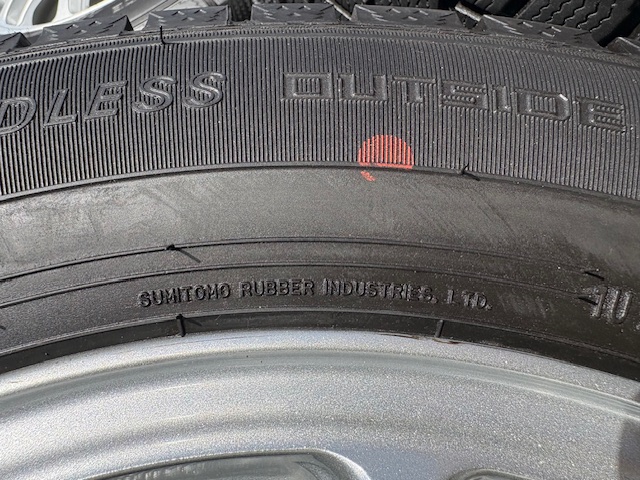 DLESS OUTSIDE
SUMITOMO RUBBER INDUSTRIES, LTD.